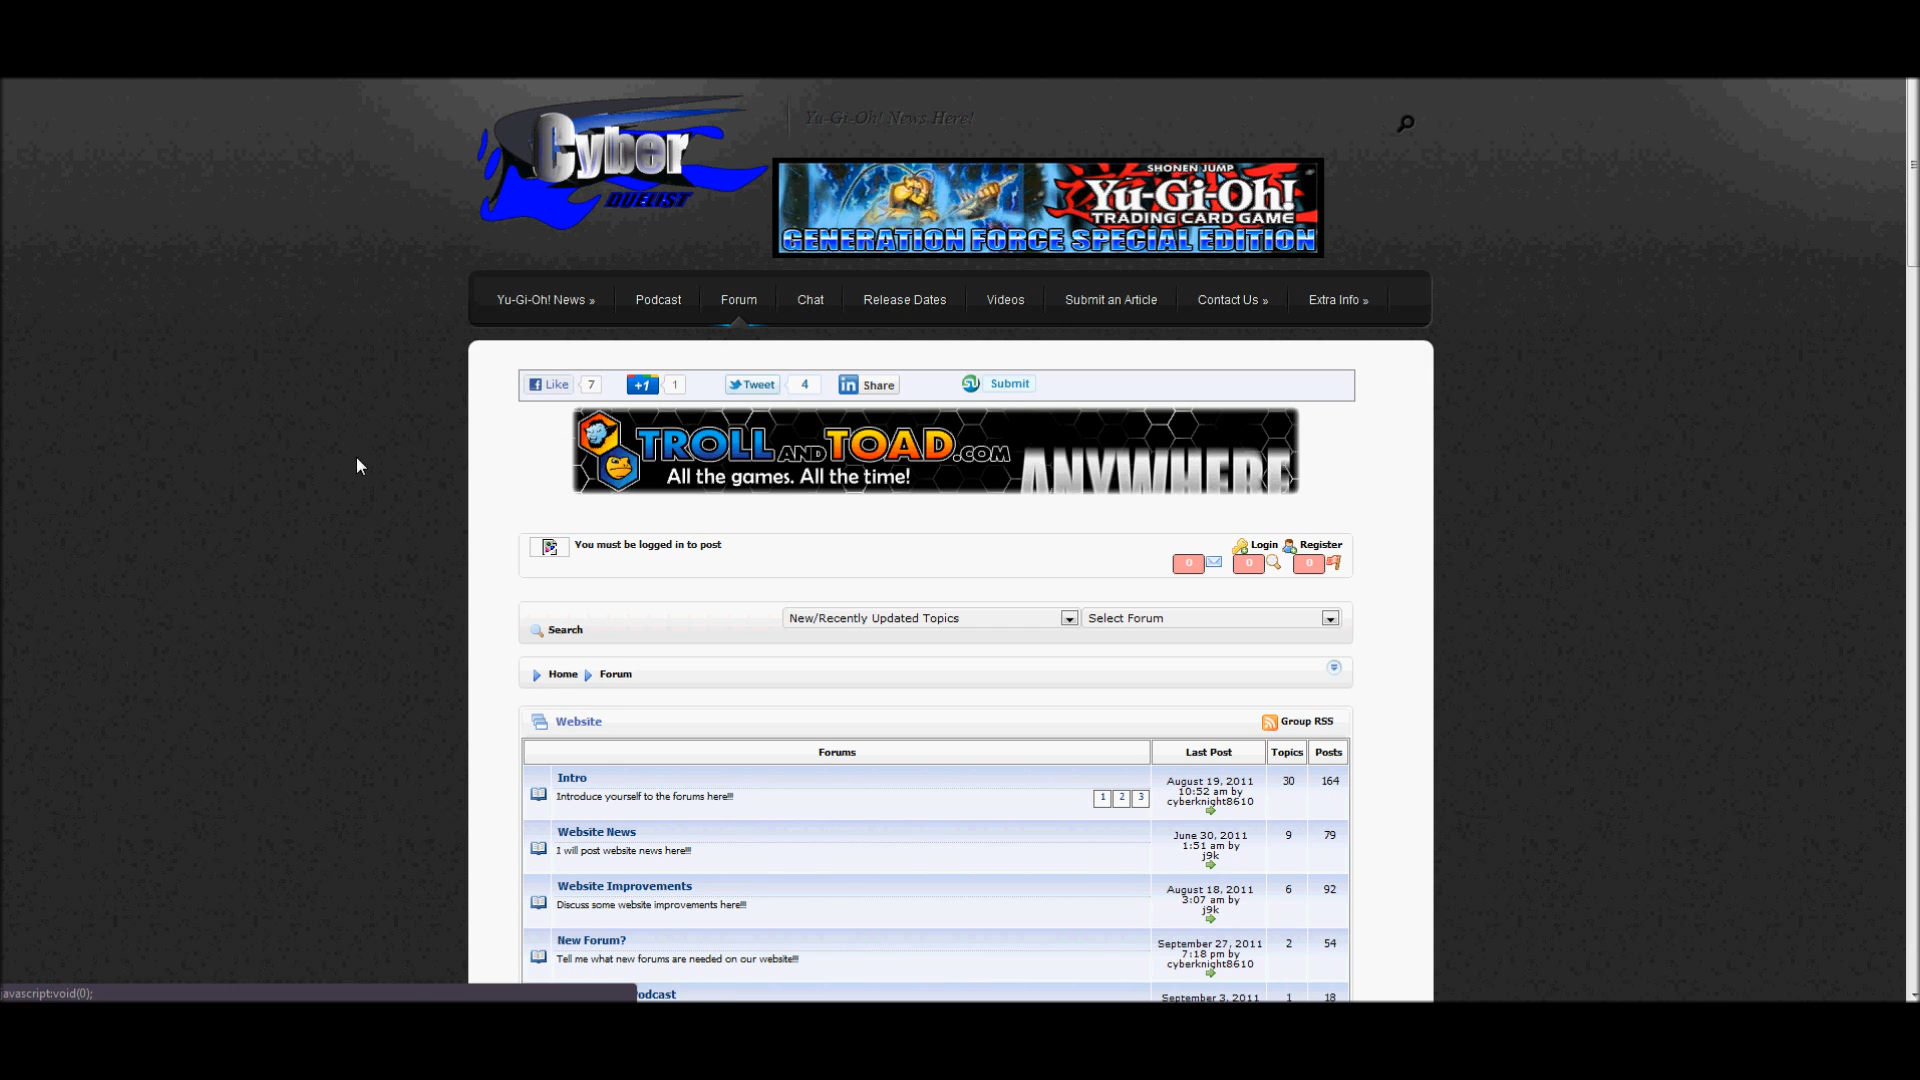 Cyber
DUELIST
Yu-Gi-Oh! News Here!
SHONEN JUMP
Yu-Gi-Oh!
TRADING CARD GAME
GENERATION FORCE SPECIAL EDITION
Yu-Gi-Oh! News » Podcast Forum Chat Release Dates Videos Submit an Article Contact Us » Extra Info »
Like 7 +1 1 Tweet 4 in Share Submit
TROLL AND TOAD.COM
All the games. All the time!
ANYWHERE
You must be logged in to post
Login Register
0 0 0
New/Recently Updated Topics Select Forum
Search
Home Forum
Website Group RSS
Forums Last Post Topics Posts
Intro
Introduce yourself to the forums here!!!
1 2 3
August 19, 2011
10:52 am by
cyberknight8610
30 164
Website News
I will post website news here!!!
June 30, 2011
1:51 am by
j9k
9 79
Website Improvements
Discuss some website improvements here!!!
August 18, 2011
3:07 am by
j9k
6 92
New Forum?
Tell me what new forums are needed on our website!!!
September 27, 2011
7:18 pm by
cyberknight8610
2 54
odcast
September 3, 2011
1 18
javascript:void(0);